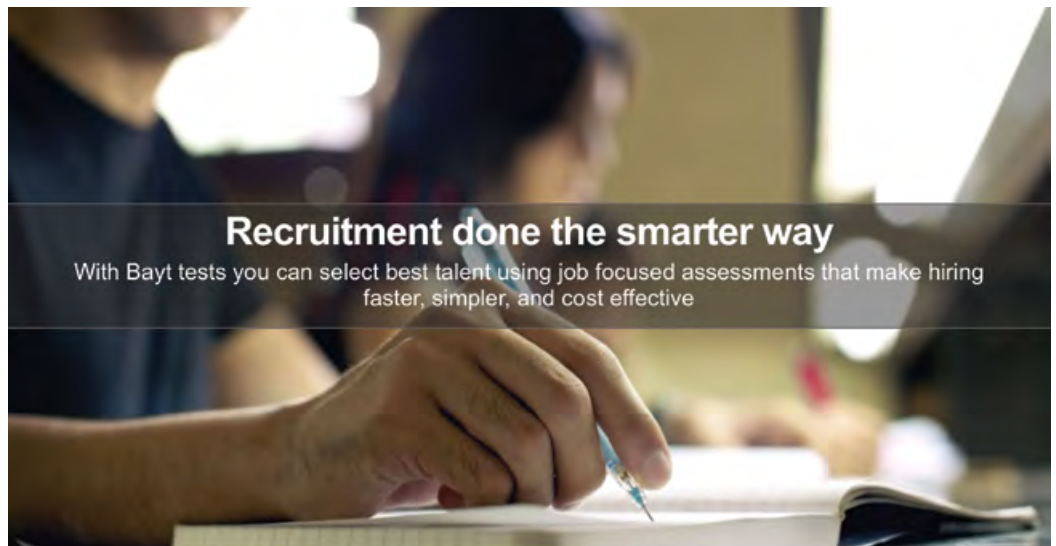 Recruitment done the smarter way
With Bayt tests you can select best talent using job focused assessments that make hiring
faster, simpler, and cost effective